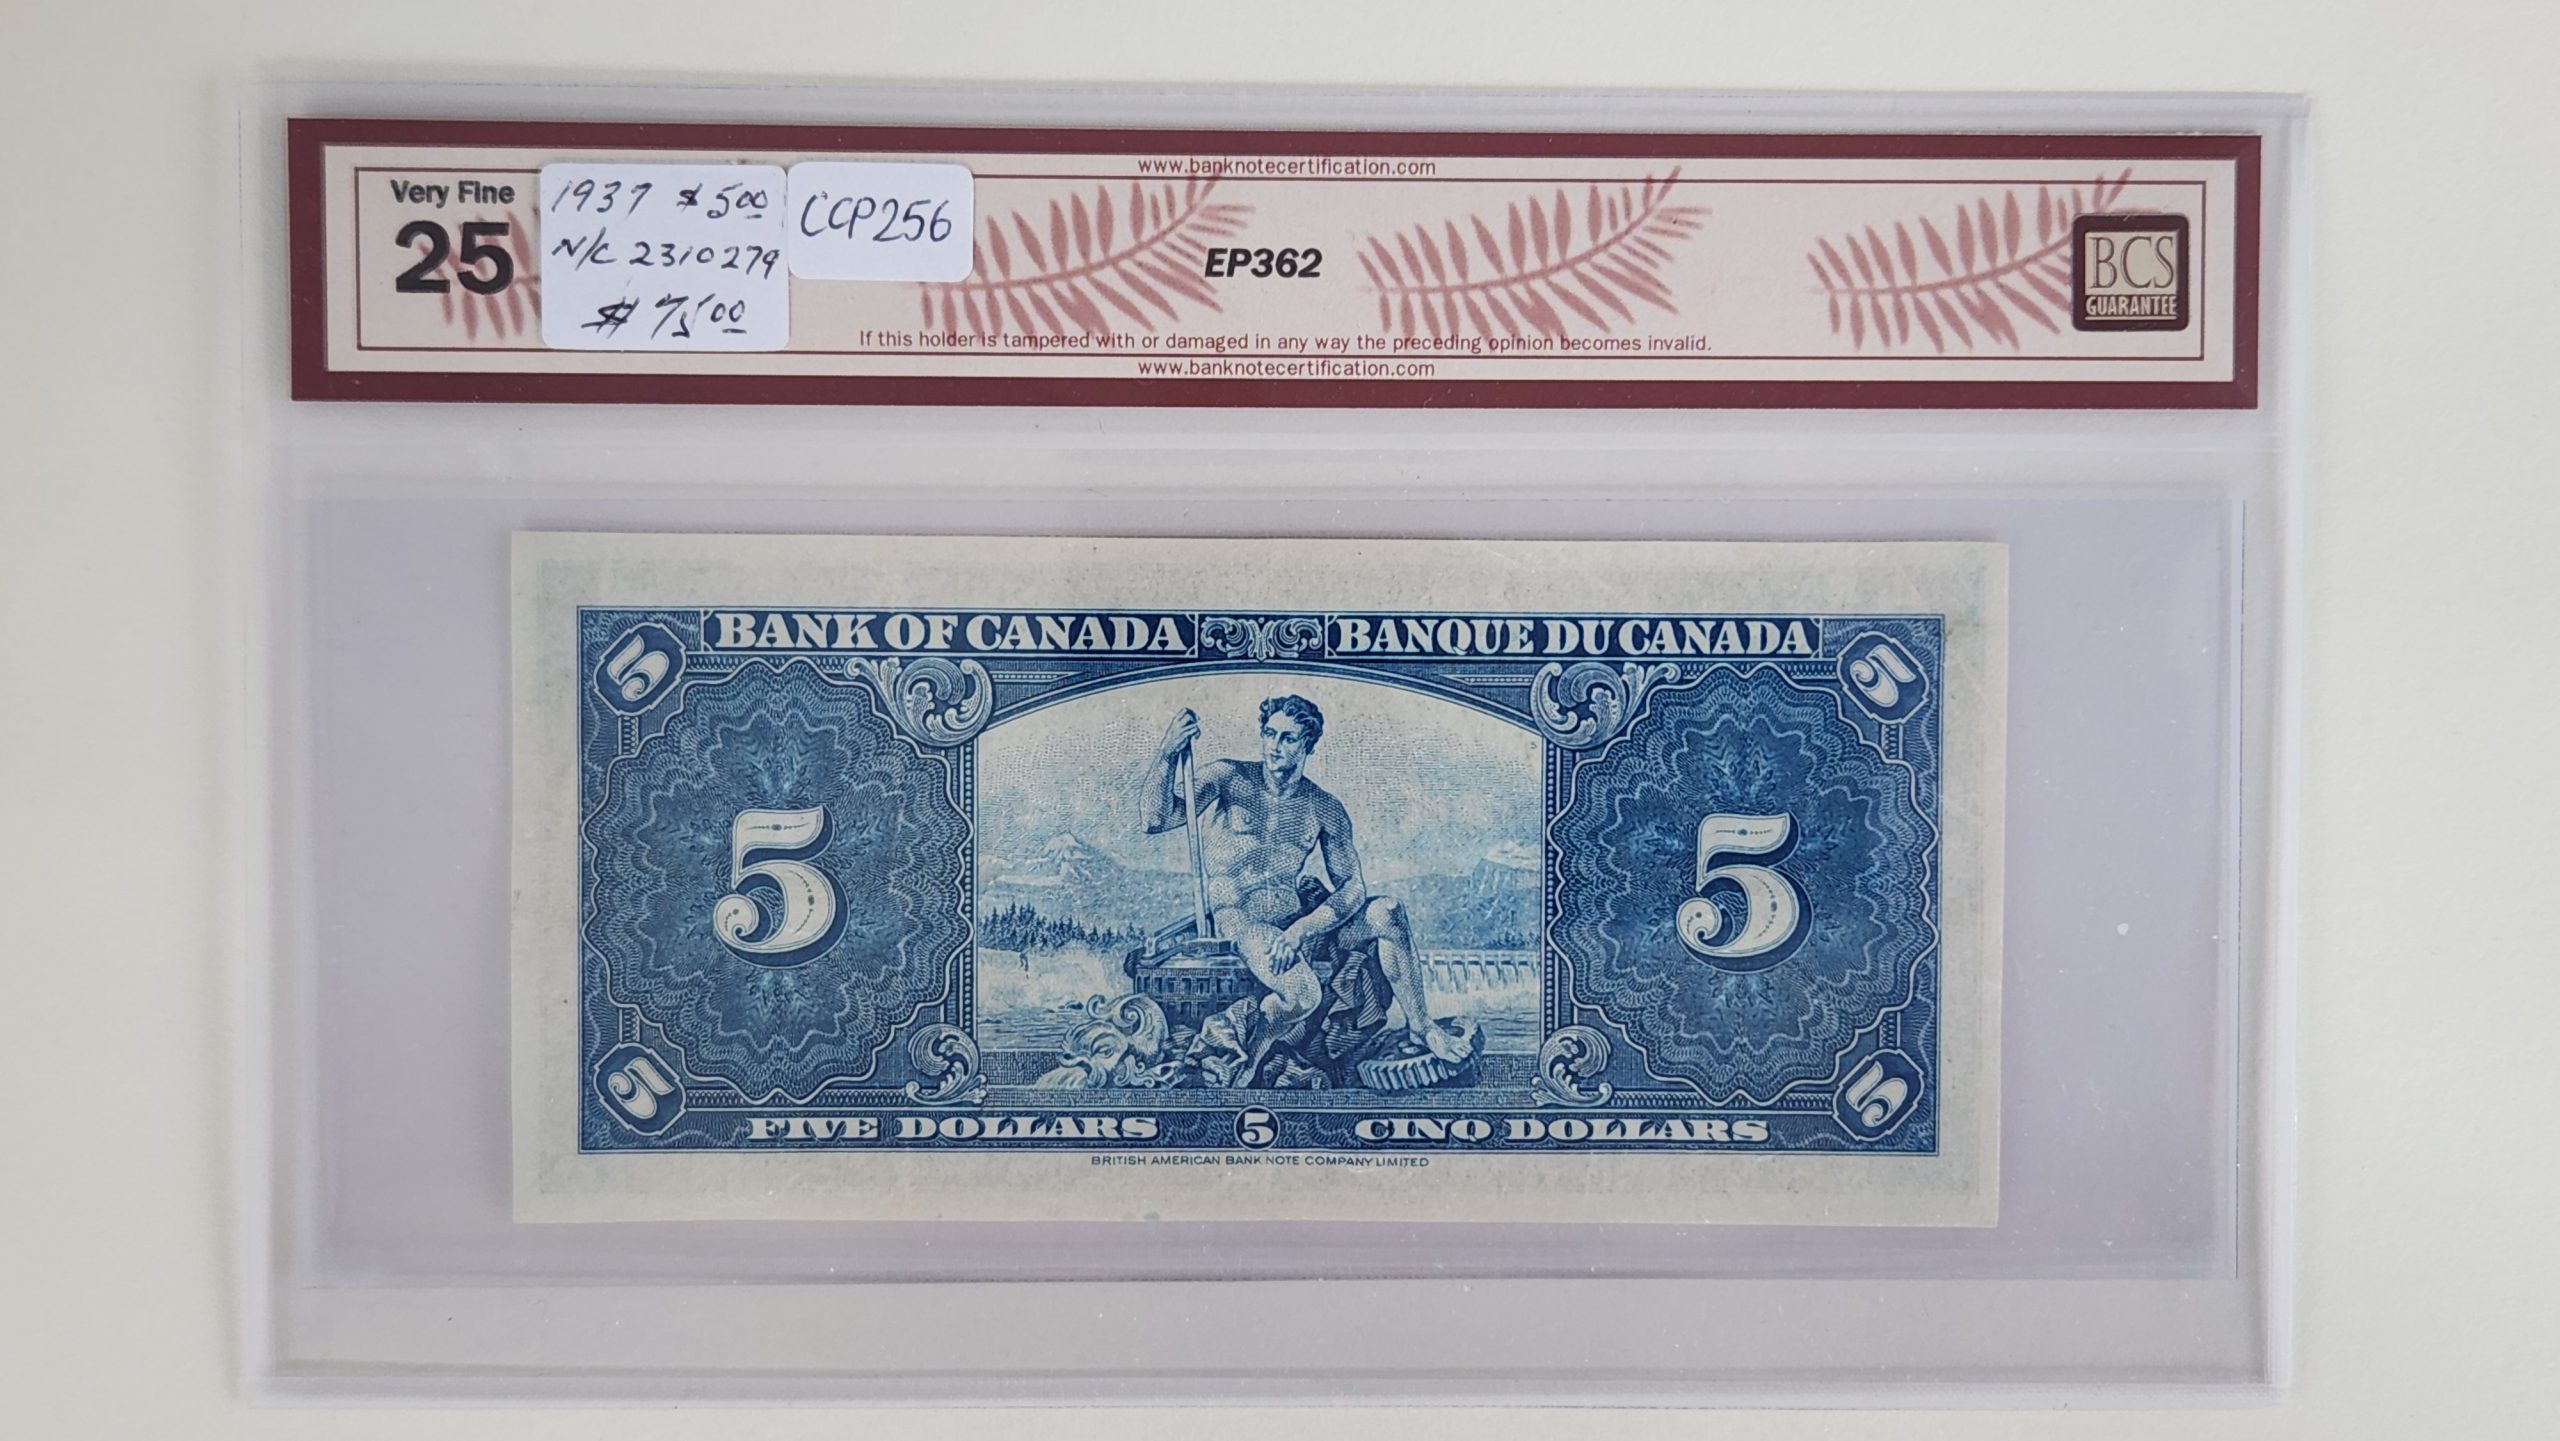 www.banknotecertification.com
Very Fine
25
1937 $5.00
N/C 2310279
$75.00
CCP256
EP362
BCS
GUARANTEE
If this holder is tampered with or damaged in any way the preceding opinion becomes invalid.
www.banknotecertification.com
5 BANK OF CANADA BANQUE DU CANADA 5
5 5
5 FIVE DOLLARS 5 CINQ DOLLARS 5
BRITISH AMERICAN BANK NOTE COMPANY LIMITED